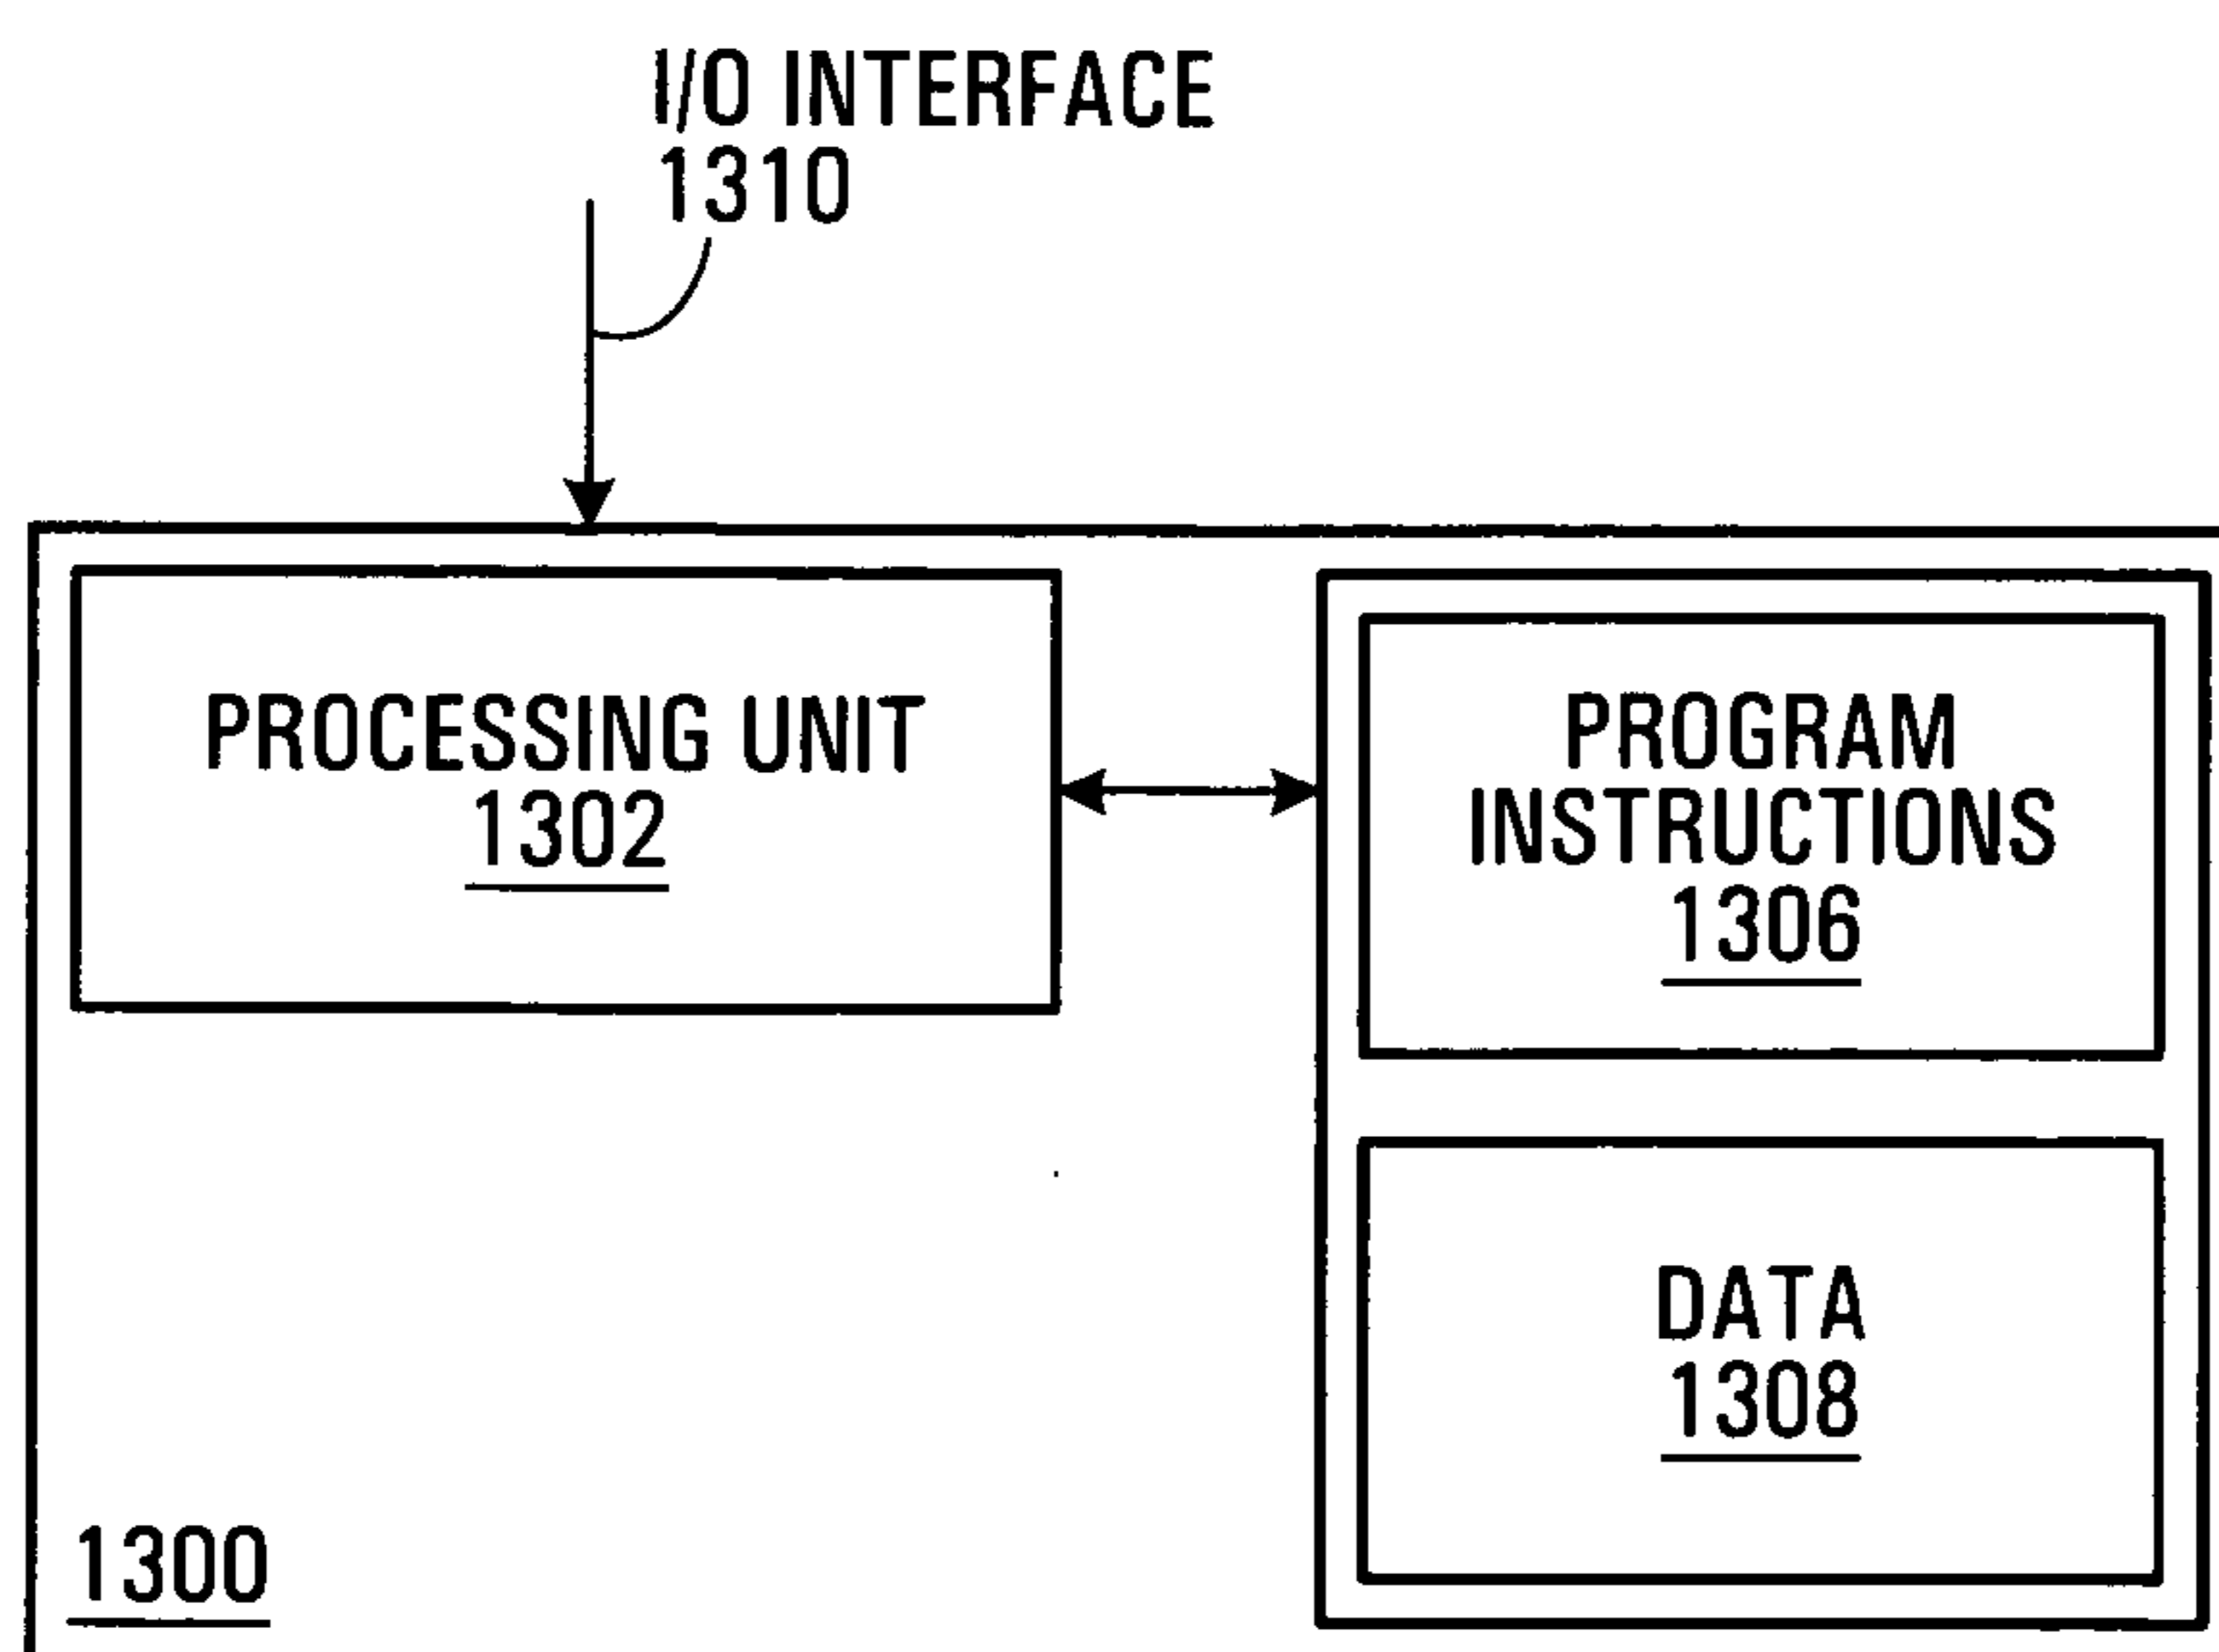 I/O INTERFACE
1310
PROCESSING UNIT
1302
PROGRAM
INSTRUCTIONS
1306
DATA
1308
1300